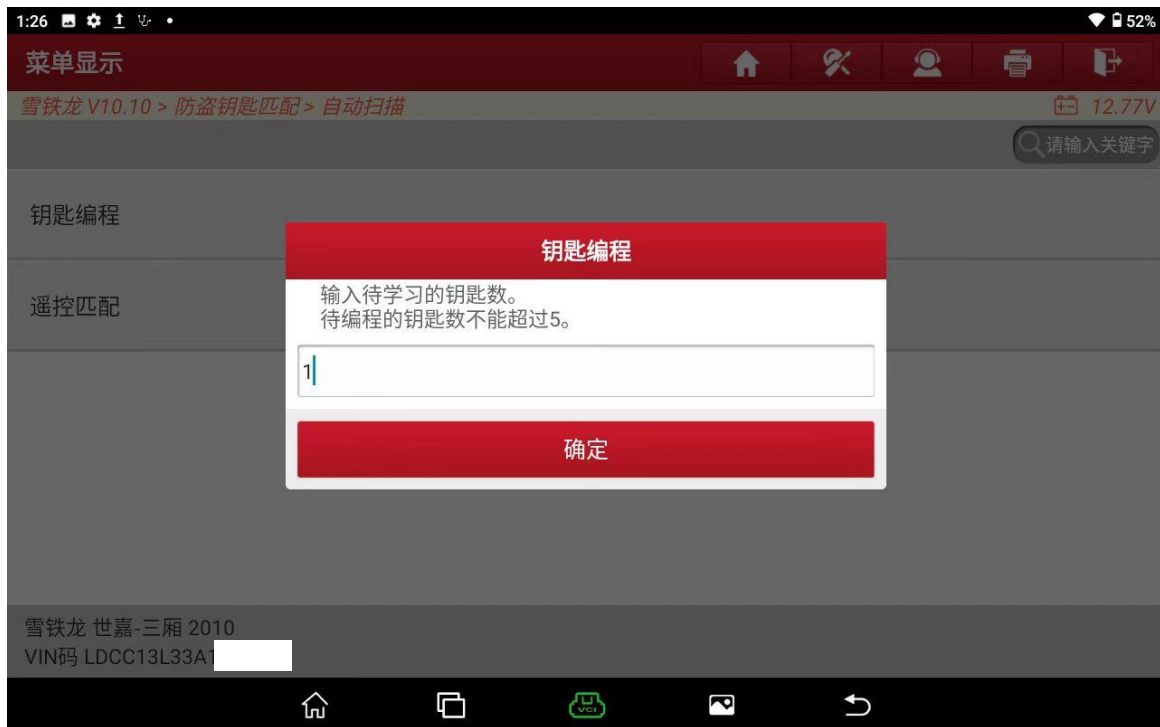 1:26
52%
菜单显示
雪铁龙 V10.10 > 防盗钥匙匹配 > 自动扫描
12.77V
请输入关键字
钥匙编程
遥控匹配
钥匙编程
输入待学习的钥匙数。
待编程的钥匙数不能超过5。
1
确定
雪铁龙 世嘉-三厢 2010
VIN码 LDCC13L33A1
VCI